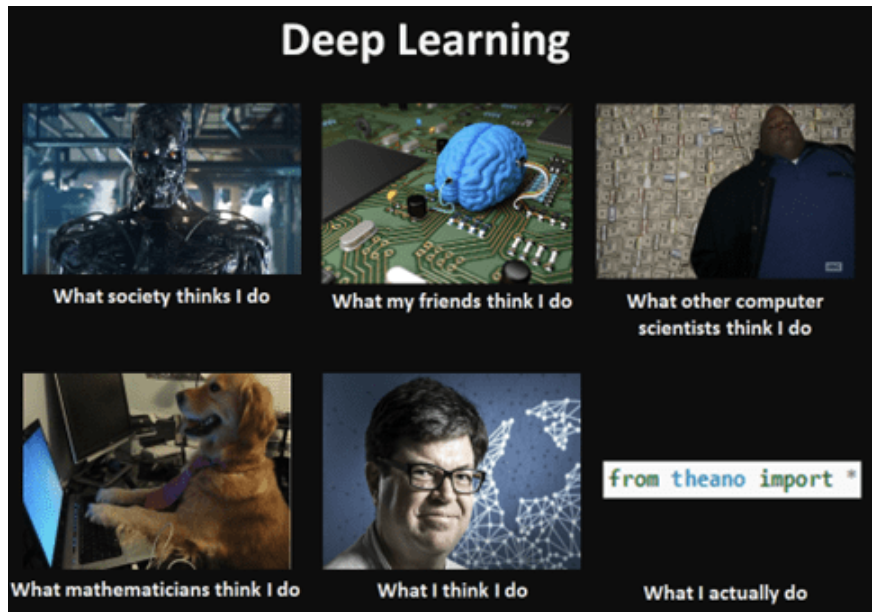 Deep Learning
What society thinks I do
What my friends think I do
What other computer
scientists think I do
What mathematicians think I do
What I think I do
from theano import *
What I actually do